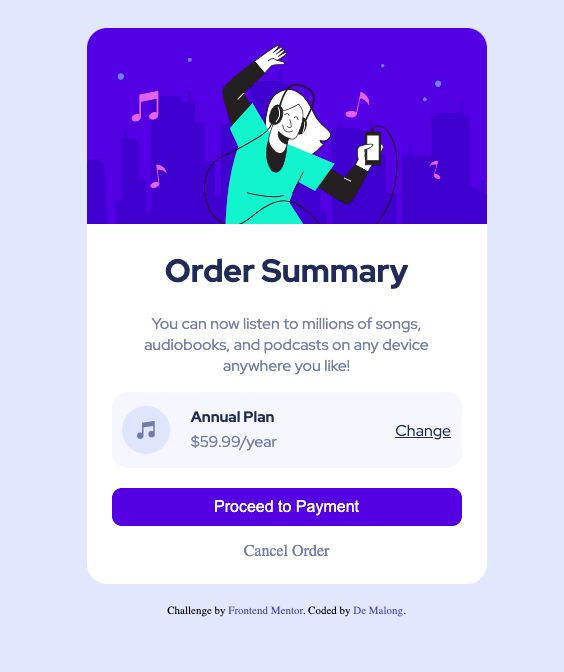 Order Summary
You can now listen to millions of songs,
audiobooks, and podcasts on any device
anywhere you like!
Annual Plan
$59.99/year
Change
Proceed to Payment
Cancel Order
Challenge by Frontend Mentor. Coded by De Malong.